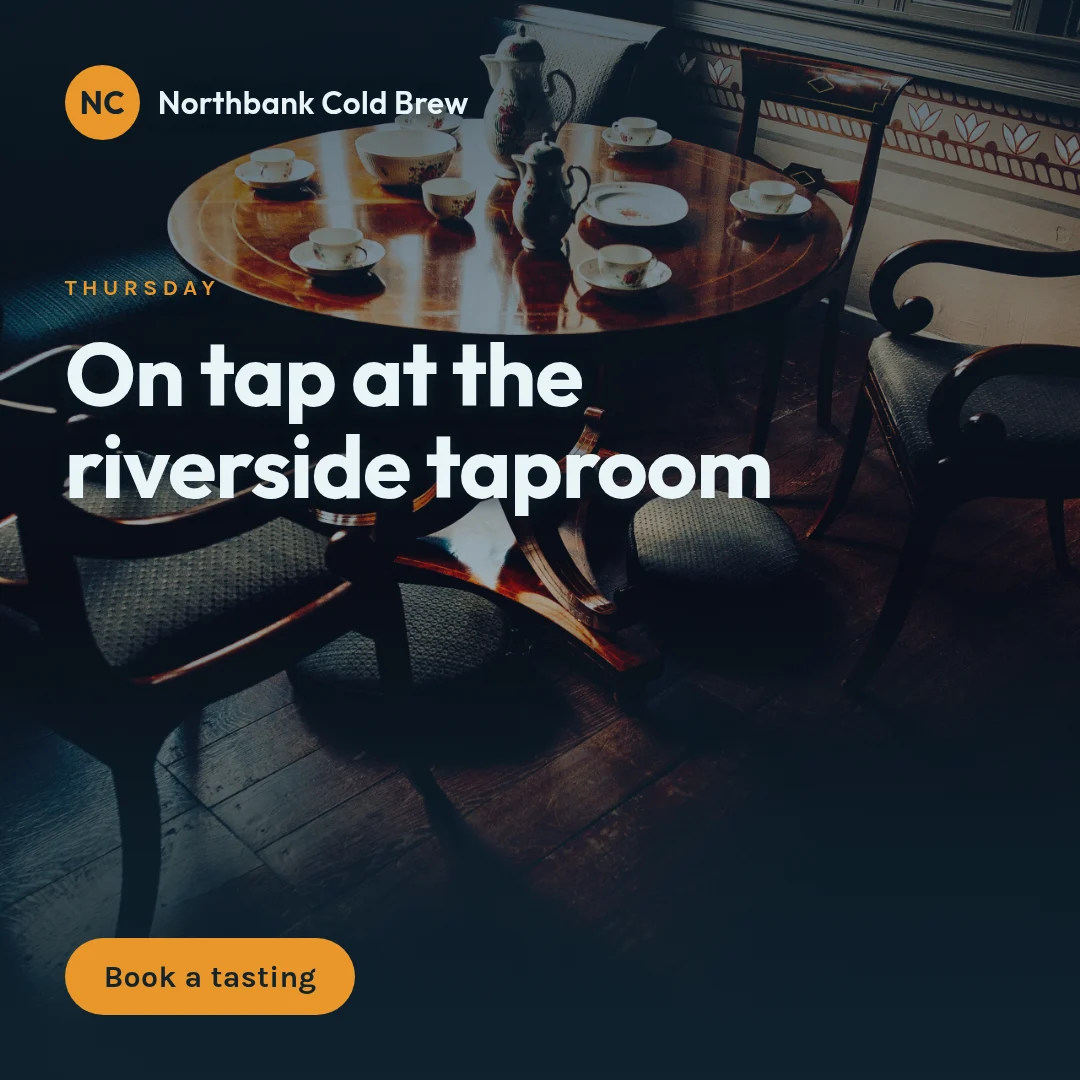 NC
Northbank Cold Brew
THURSDAY
On tap at the
riverside taproom
Book a tasting